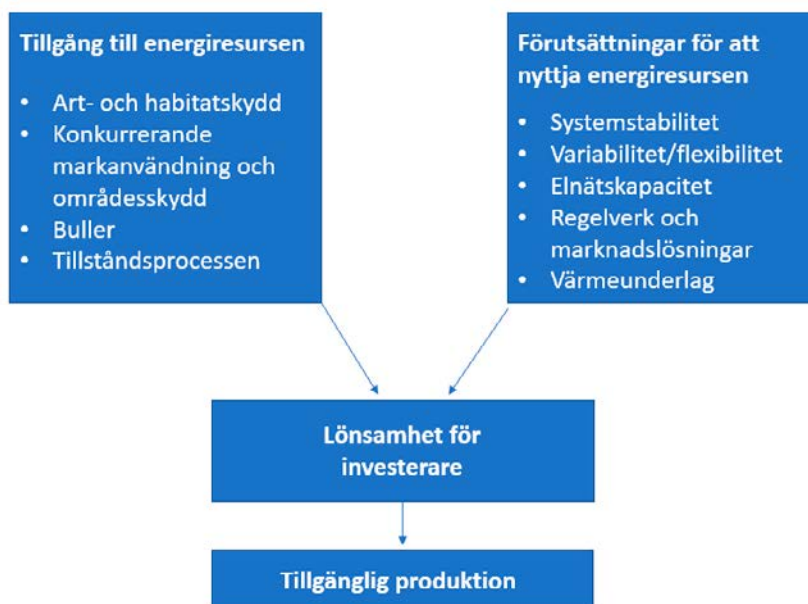 Tillgång till energiresursen
• Art- och habitatskydd
• Konkurrerande
markanvändning och
områdesskydd
• Buller
• Tillståndsprocessen
Förutsättningar för att
nyttja energiresursen
• Systemstabilitet
• Variabilitet/flexibilitet
• Elnätskapacitet
• Regelverk och
marknadslösningar
• Värmeunderlag
Lönsamhet för
investerare
Tillgänglig produktion